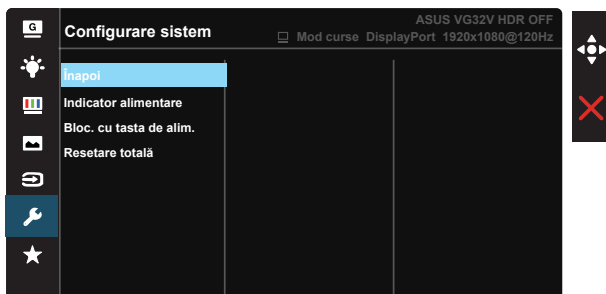 G
Configurare sistem
ASUS VG32V HDR OFF
Mod curse DisplayPort 1920x1080@120Hz
Înapoi
Indicator alimentare
Bloc. cu tasta de alim.
Resetare totală